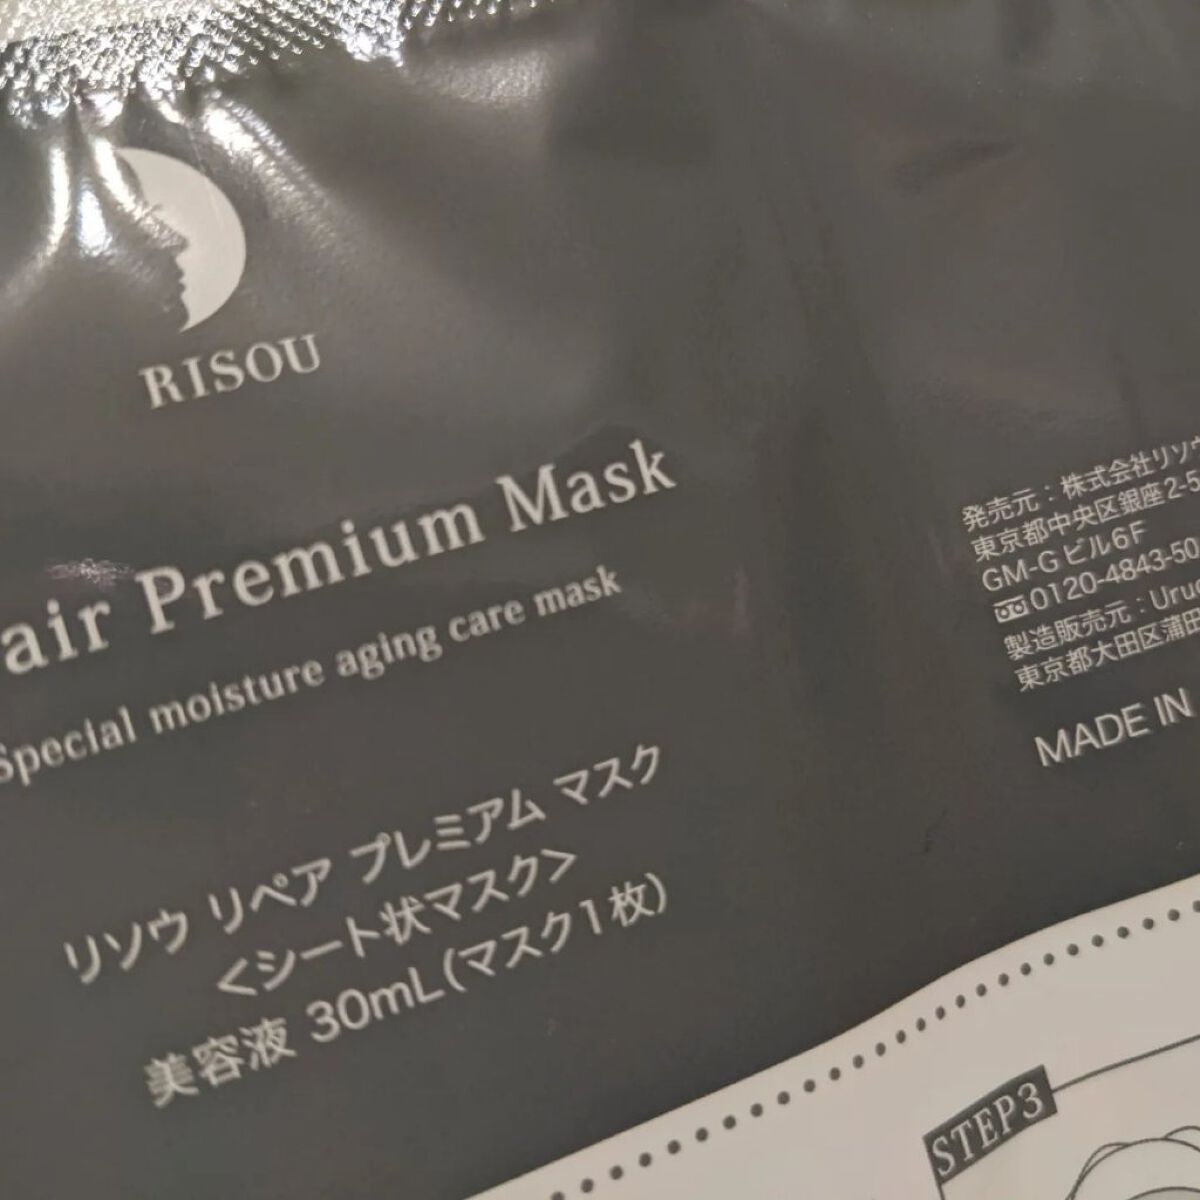 RISOU
air Premium Mask
Special moisture aging care mask
リソウ リペア プレミアム マスク
<シート状マスク>
美容液 30mL(マスク1枚)
発売元：株式会社リソウ
東京都中央区銀座2-5
GM-Gビル6F
0120-4843-50
製造販売元：Uruo
東京都大田区蒲田
MADE IN
STEP3